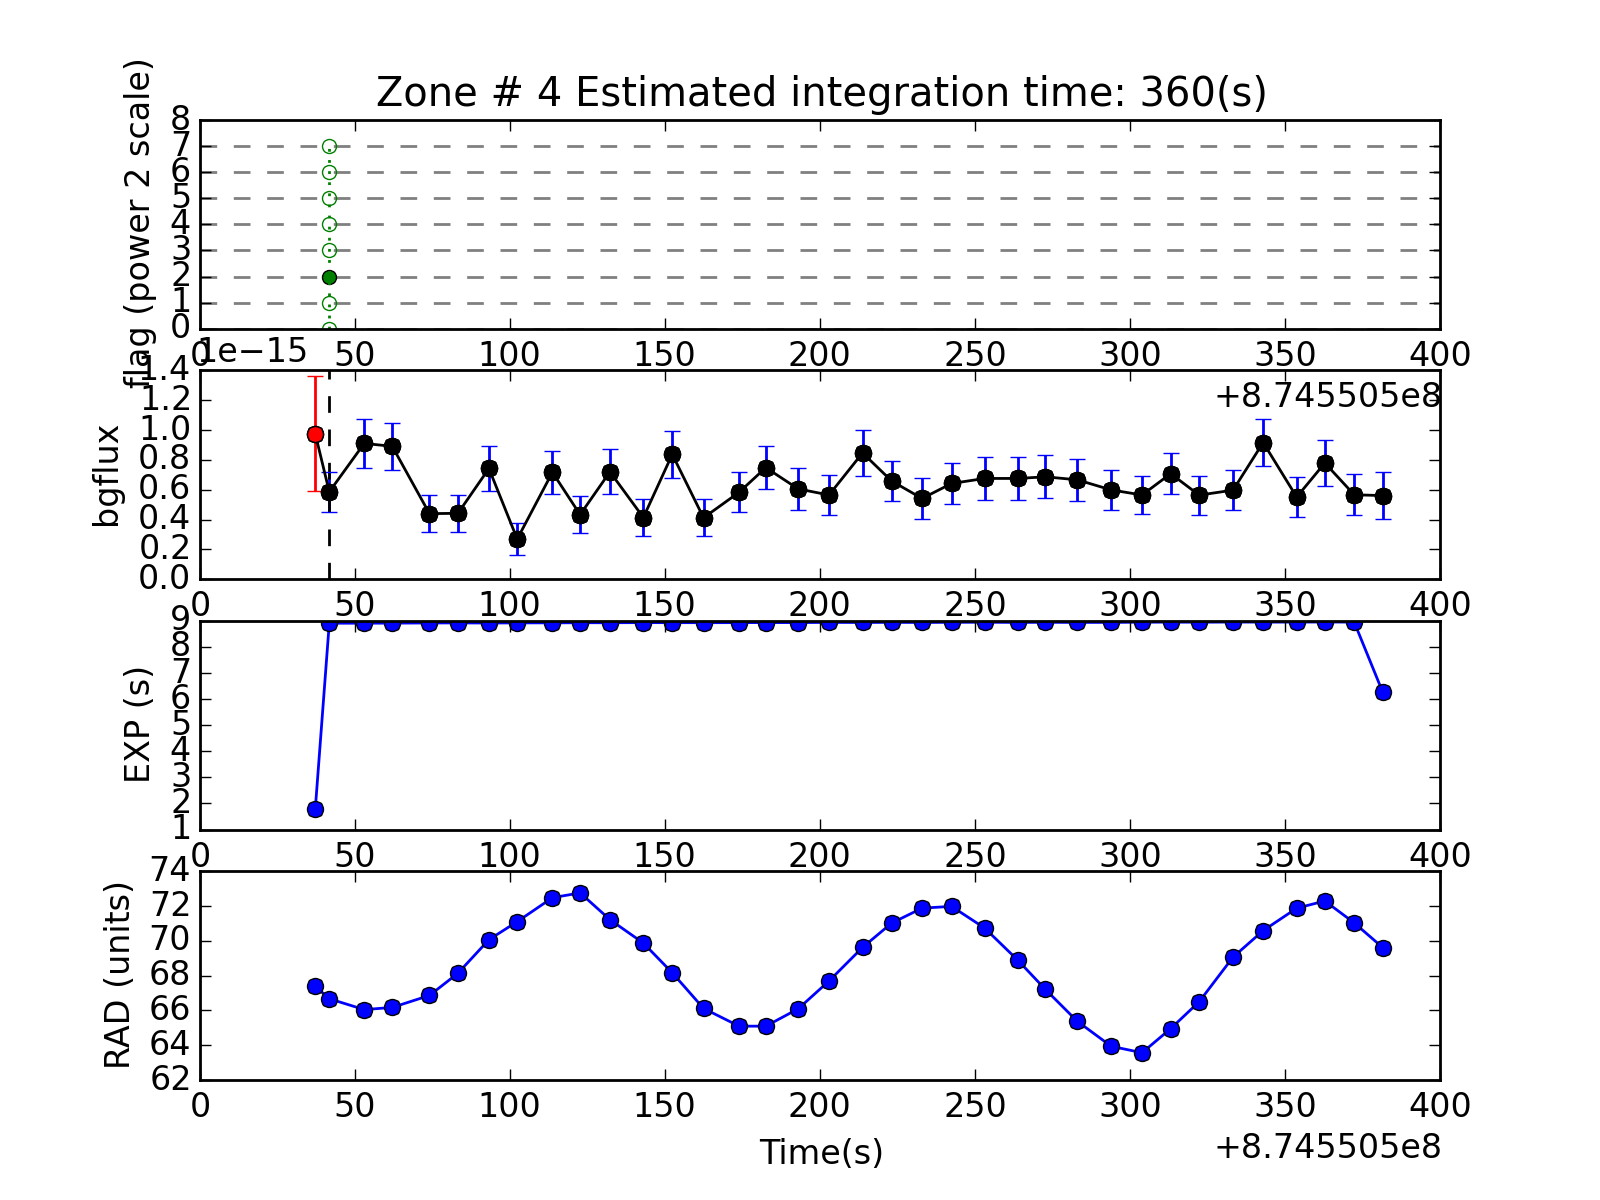 Zone # 4 Estimated integration time: 360(s)
flag (power 2 scale)
8
7
6
5
4
3
2
1
0
0 50 100 150 200 250 300 350 400
+8.745505e8
1e−15
bgflux
1.4
1.2
1.0
0.8
0.6
0.4
0.2
0.0
0 50 100 150 200 250 300 350 400
EXP (s)
9
8
7
6
5
4
3
2
1
0 50 100 150 200 250 300 350 400
RAD (units)
74
72
70
68
66
64
62
0 50 100 150 200 250 300 350 400
Time(s)
+8.745505e8